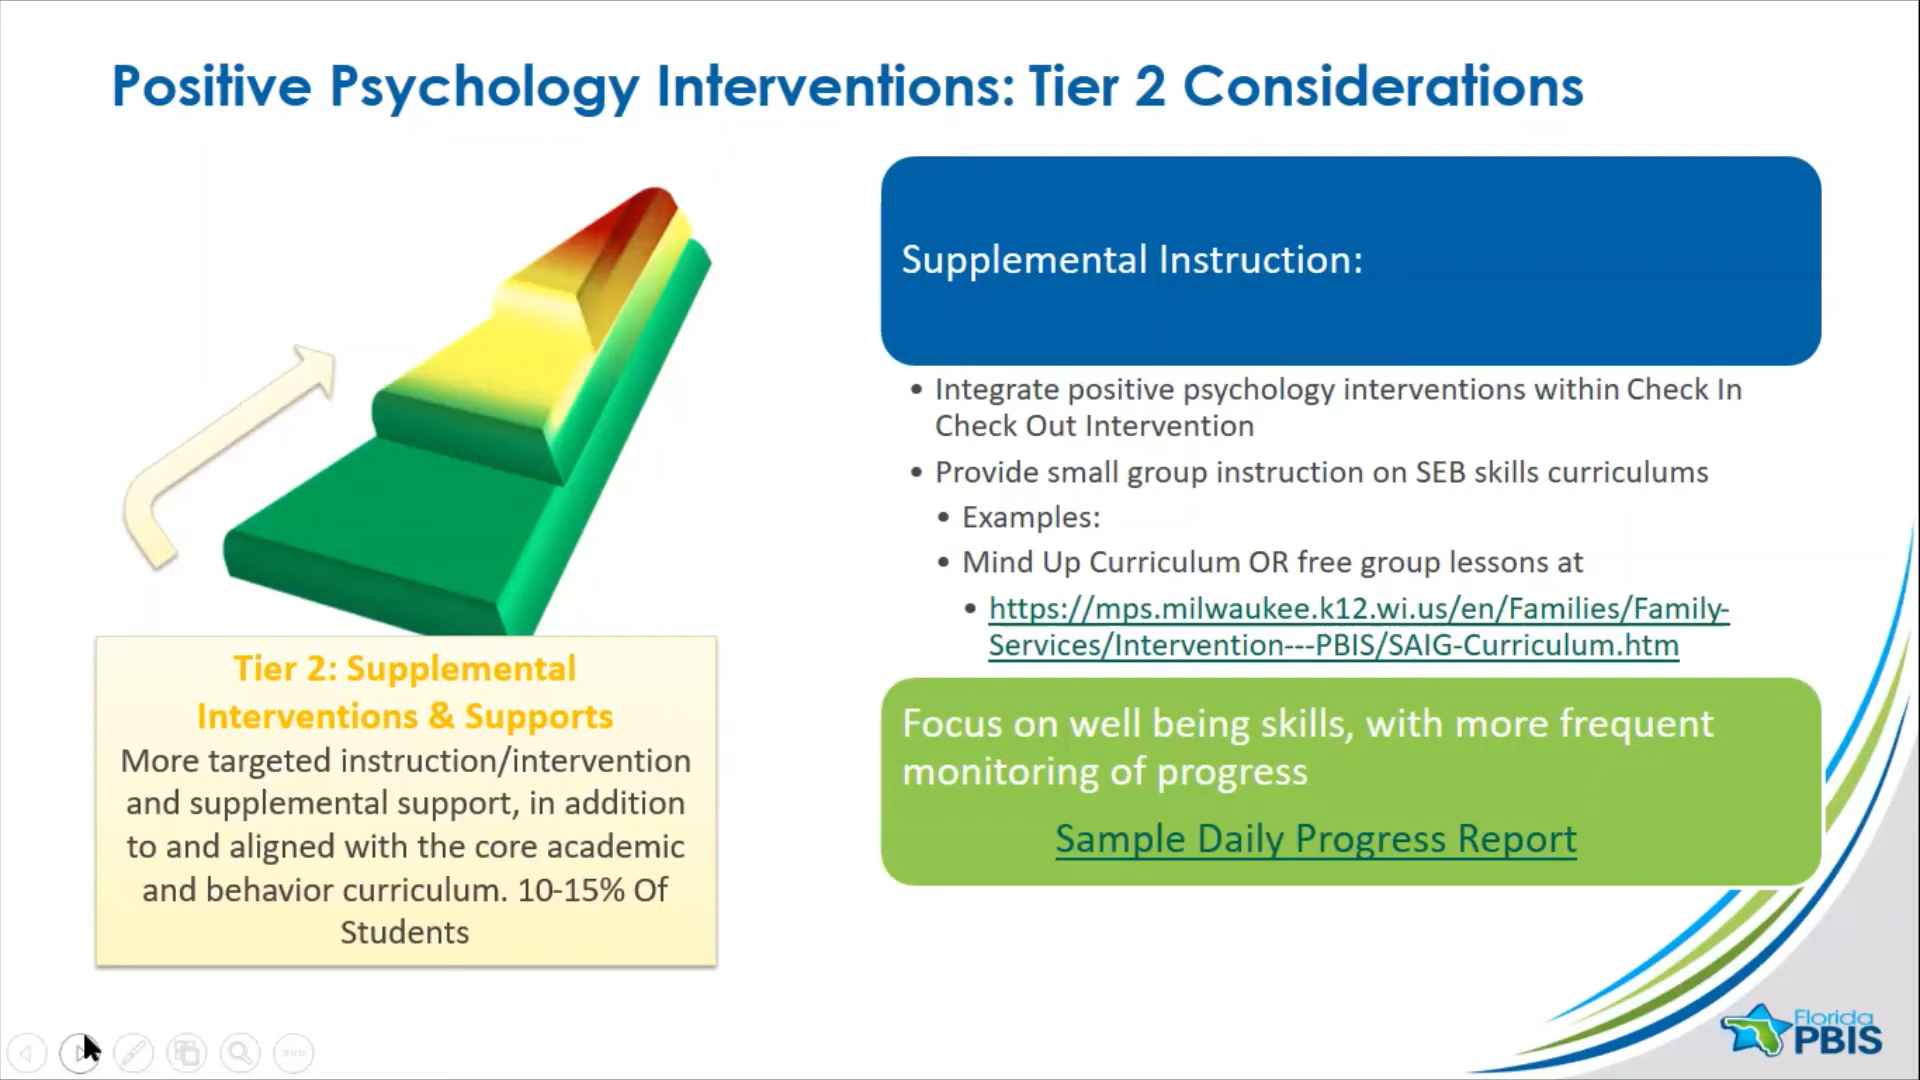 Positive Psychology Interventions: Tier 2 Considerations
Tier 2: Supplemental
Interventions & Supports
More targeted instruction/intervention
and supplemental support, in addition
to and aligned with the core academic
and behavior curriculum. 10-15% Of
Students
Supplemental Instruction:
• Integrate positive psychology interventions within Check In
Check Out Intervention
• Provide small group instruction on SEB skills curriculums
• Examples:
• Mind Up Curriculum OR free group lessons at
• https://mps.milwaukee.k12.wi.us/en/Families/Family-
Services/Intervention---PBIS/SAIG-Curriculum.htm
Focus on well being skills, with more frequent
monitoring of progress
Sample Daily Progress Report
Florida
PBIS